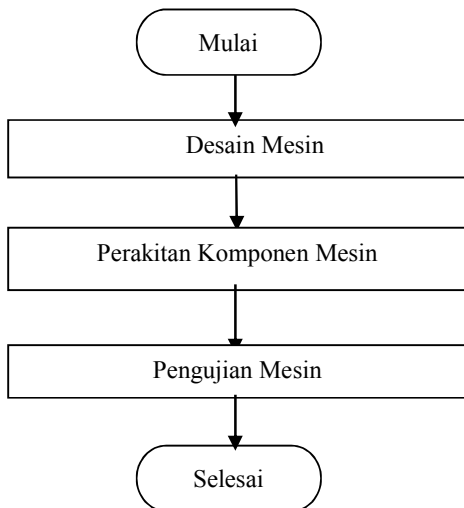 Mulai
Desain Mesin
Perakitan Komponen Mesin
Pengujian Mesin
Selesai